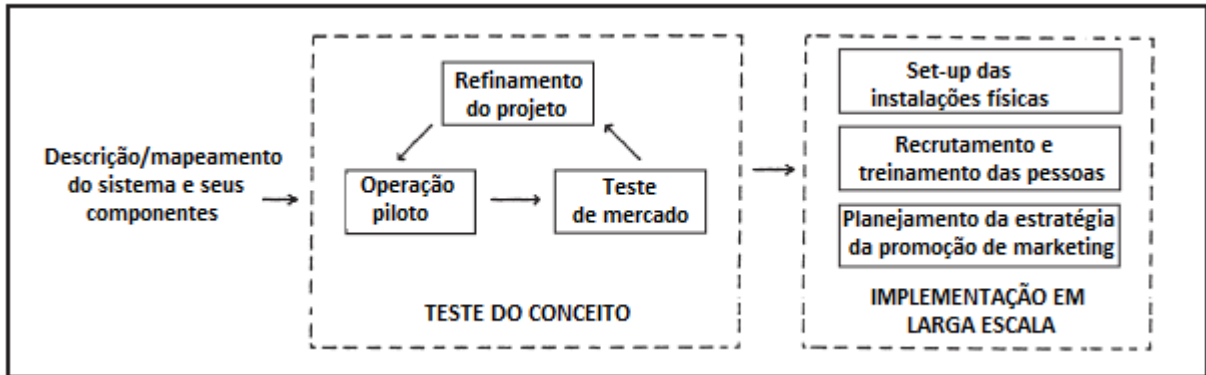 Descrição/mapeamento
do sistema e seus
componentes
Refinamento
do projeto
Operação
piloto
Teste
de mercado
TESTE DO CONCEITO
Set-up das
instalações físicas
Recrutamento e
treinamento das pessoas
Planejamento da estratégia
da promoção de marketing
IMPLEMENTAÇÃO EM
LARGA ESCALA